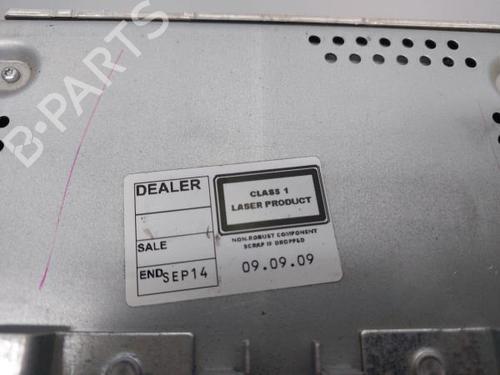 B-PARTS
DEALER
SALE
END SEP14
CLASS 1
LASER PRODUCT
NON-ROBUST COMPONENT
SCRAP IF DROPPED
09.09.09